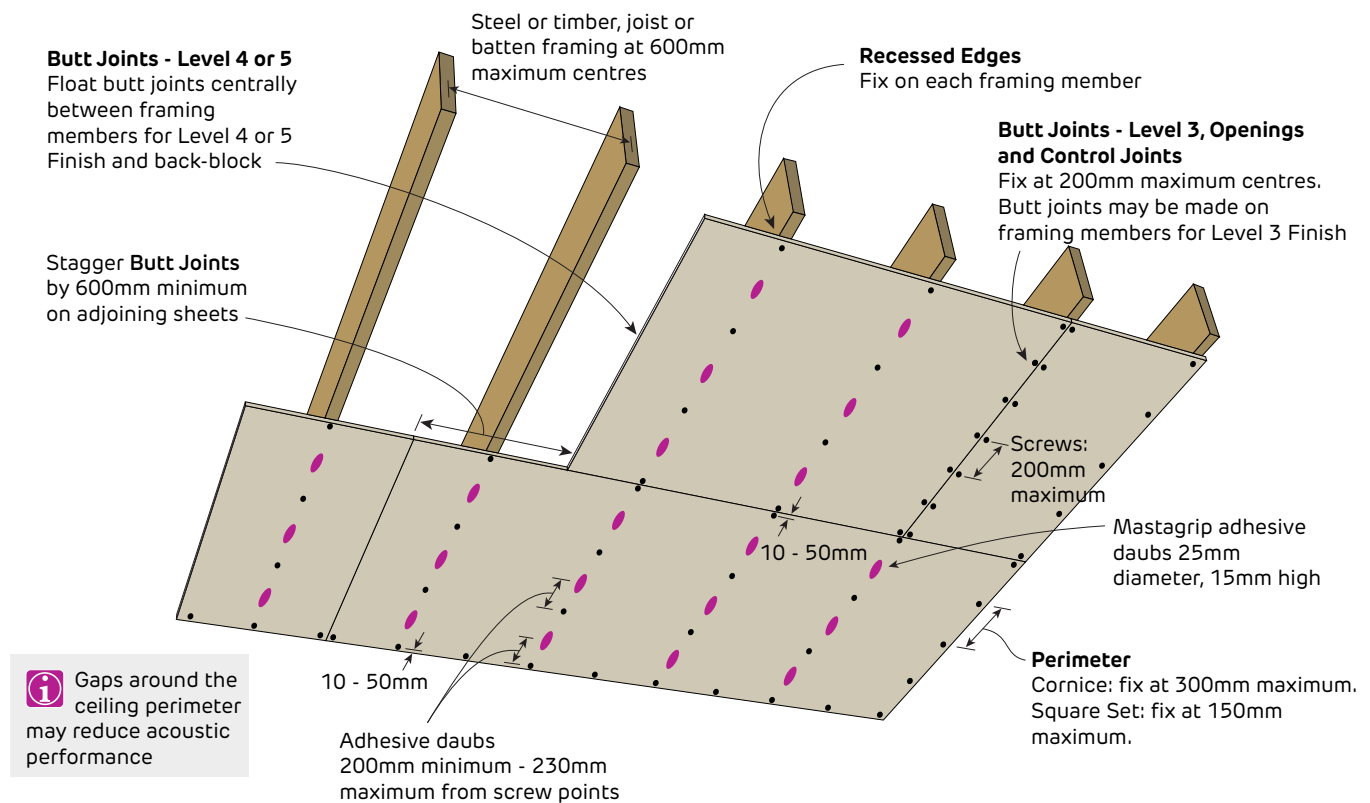 Butt Joints - Level 4 or 5
Float butt joints centrally
between framing
members for Level 4 or 5
Finish and back-block
Steel or timber, joist or
batten framing at 600mm
maximum centres
Recessed Edges
Fix on each framing member
Butt Joints - Level 3, Openings
and Control Joints
Fix at 200mm maximum centres.
Butt joints may be made on
framing members for Level 3 Finish
Stagger Butt Joints
by 600mm minimum
on adjoining sheets
Screws:
200mm
maximum
10 - 50mm
Mastagrip adhesive
daubs 25mm
diameter, 15mm high
10 - 50mm
Perimeter
Cornice: fix at 300mm maximum.
Square Set: fix at 150mm
maximum.
i
Gaps around the
ceiling perimeter
may reduce acoustic
performance
Adhesive daubs
200mm minimum - 230mm
maximum from screw points